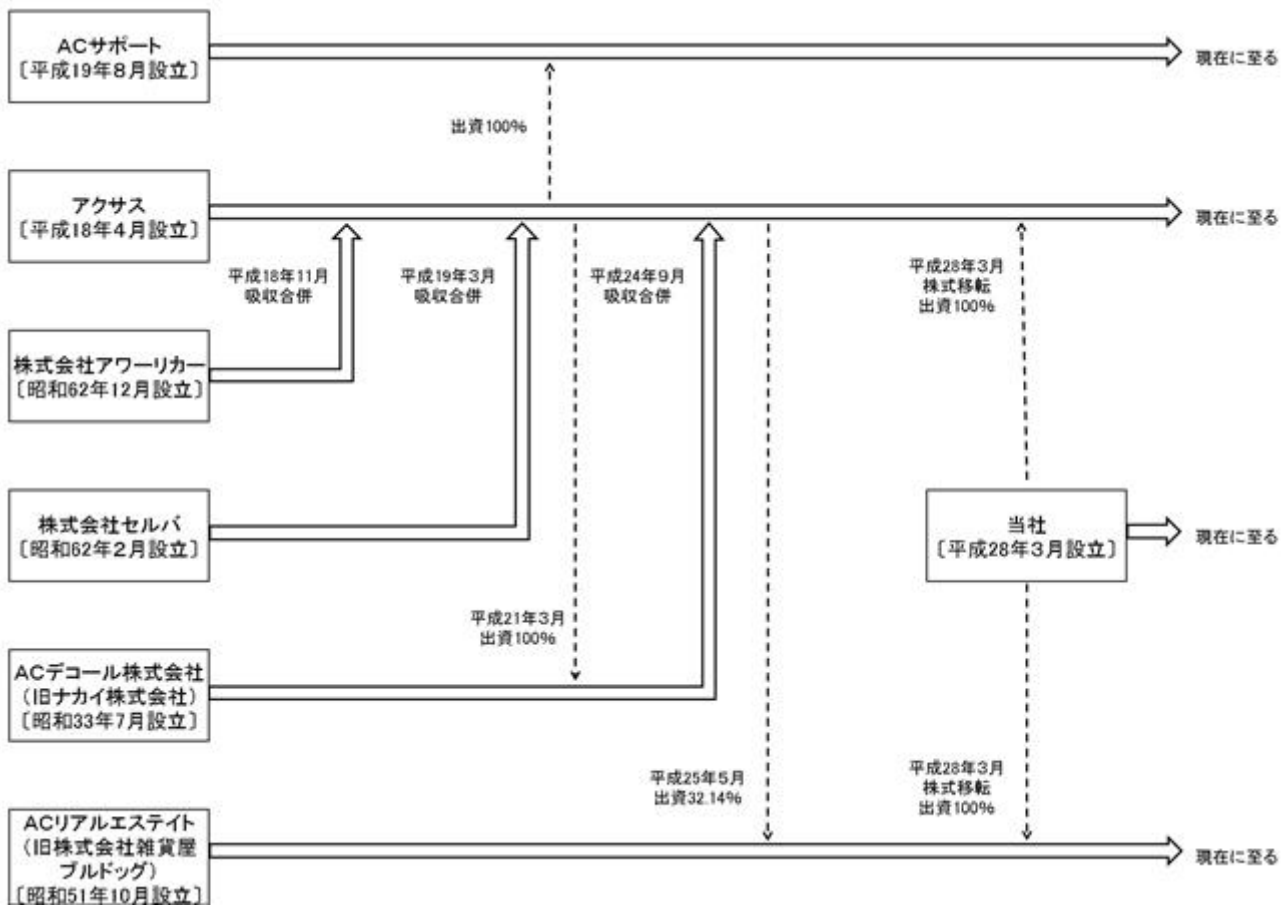 ACサポート
〔平成19年8月設立〕
現在に至る
出資100%
アクサス
〔平成18年4月設立〕
現在に至る
平成18年11月
吸収合併
平成19年3月
吸収合併
平成24年9月
吸収合併
平成28年3月
株式移転
出資100%
株式会社アワーリカー
〔昭和62年12月設立〕
株式会社セルバ
〔昭和62年2月設立〕
当社
〔平成28年3月設立〕
現在に至る
平成21年3月
出資100%
ACデコール株式会社
(旧ナカイ株式会社)
〔昭和33年7月設立〕
平成25年5月
出資32.14%
平成28年3月
株式移転
出資100%
ACリアルエステイト
(旧株式会社雑貨屋
ブルドッグ)
〔昭和51年10月設立〕
現在に至る